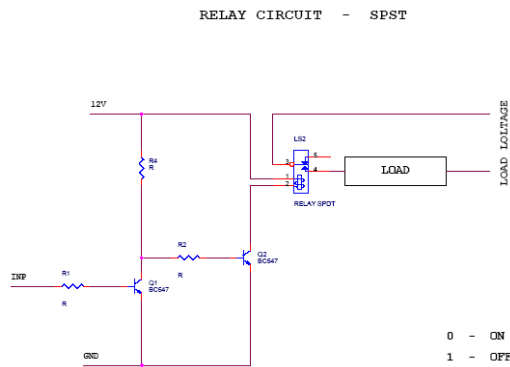 RELAY CIRCUIT - SPST
12V
LS2
R4
R
3
5
4
1
2
LOAD
LOAD LOLTAGE
RELAY SPDT
R2
R
Q2
BC547
INP
R1
R
Q1
BC547
GND
0 - ON
1 - OFF